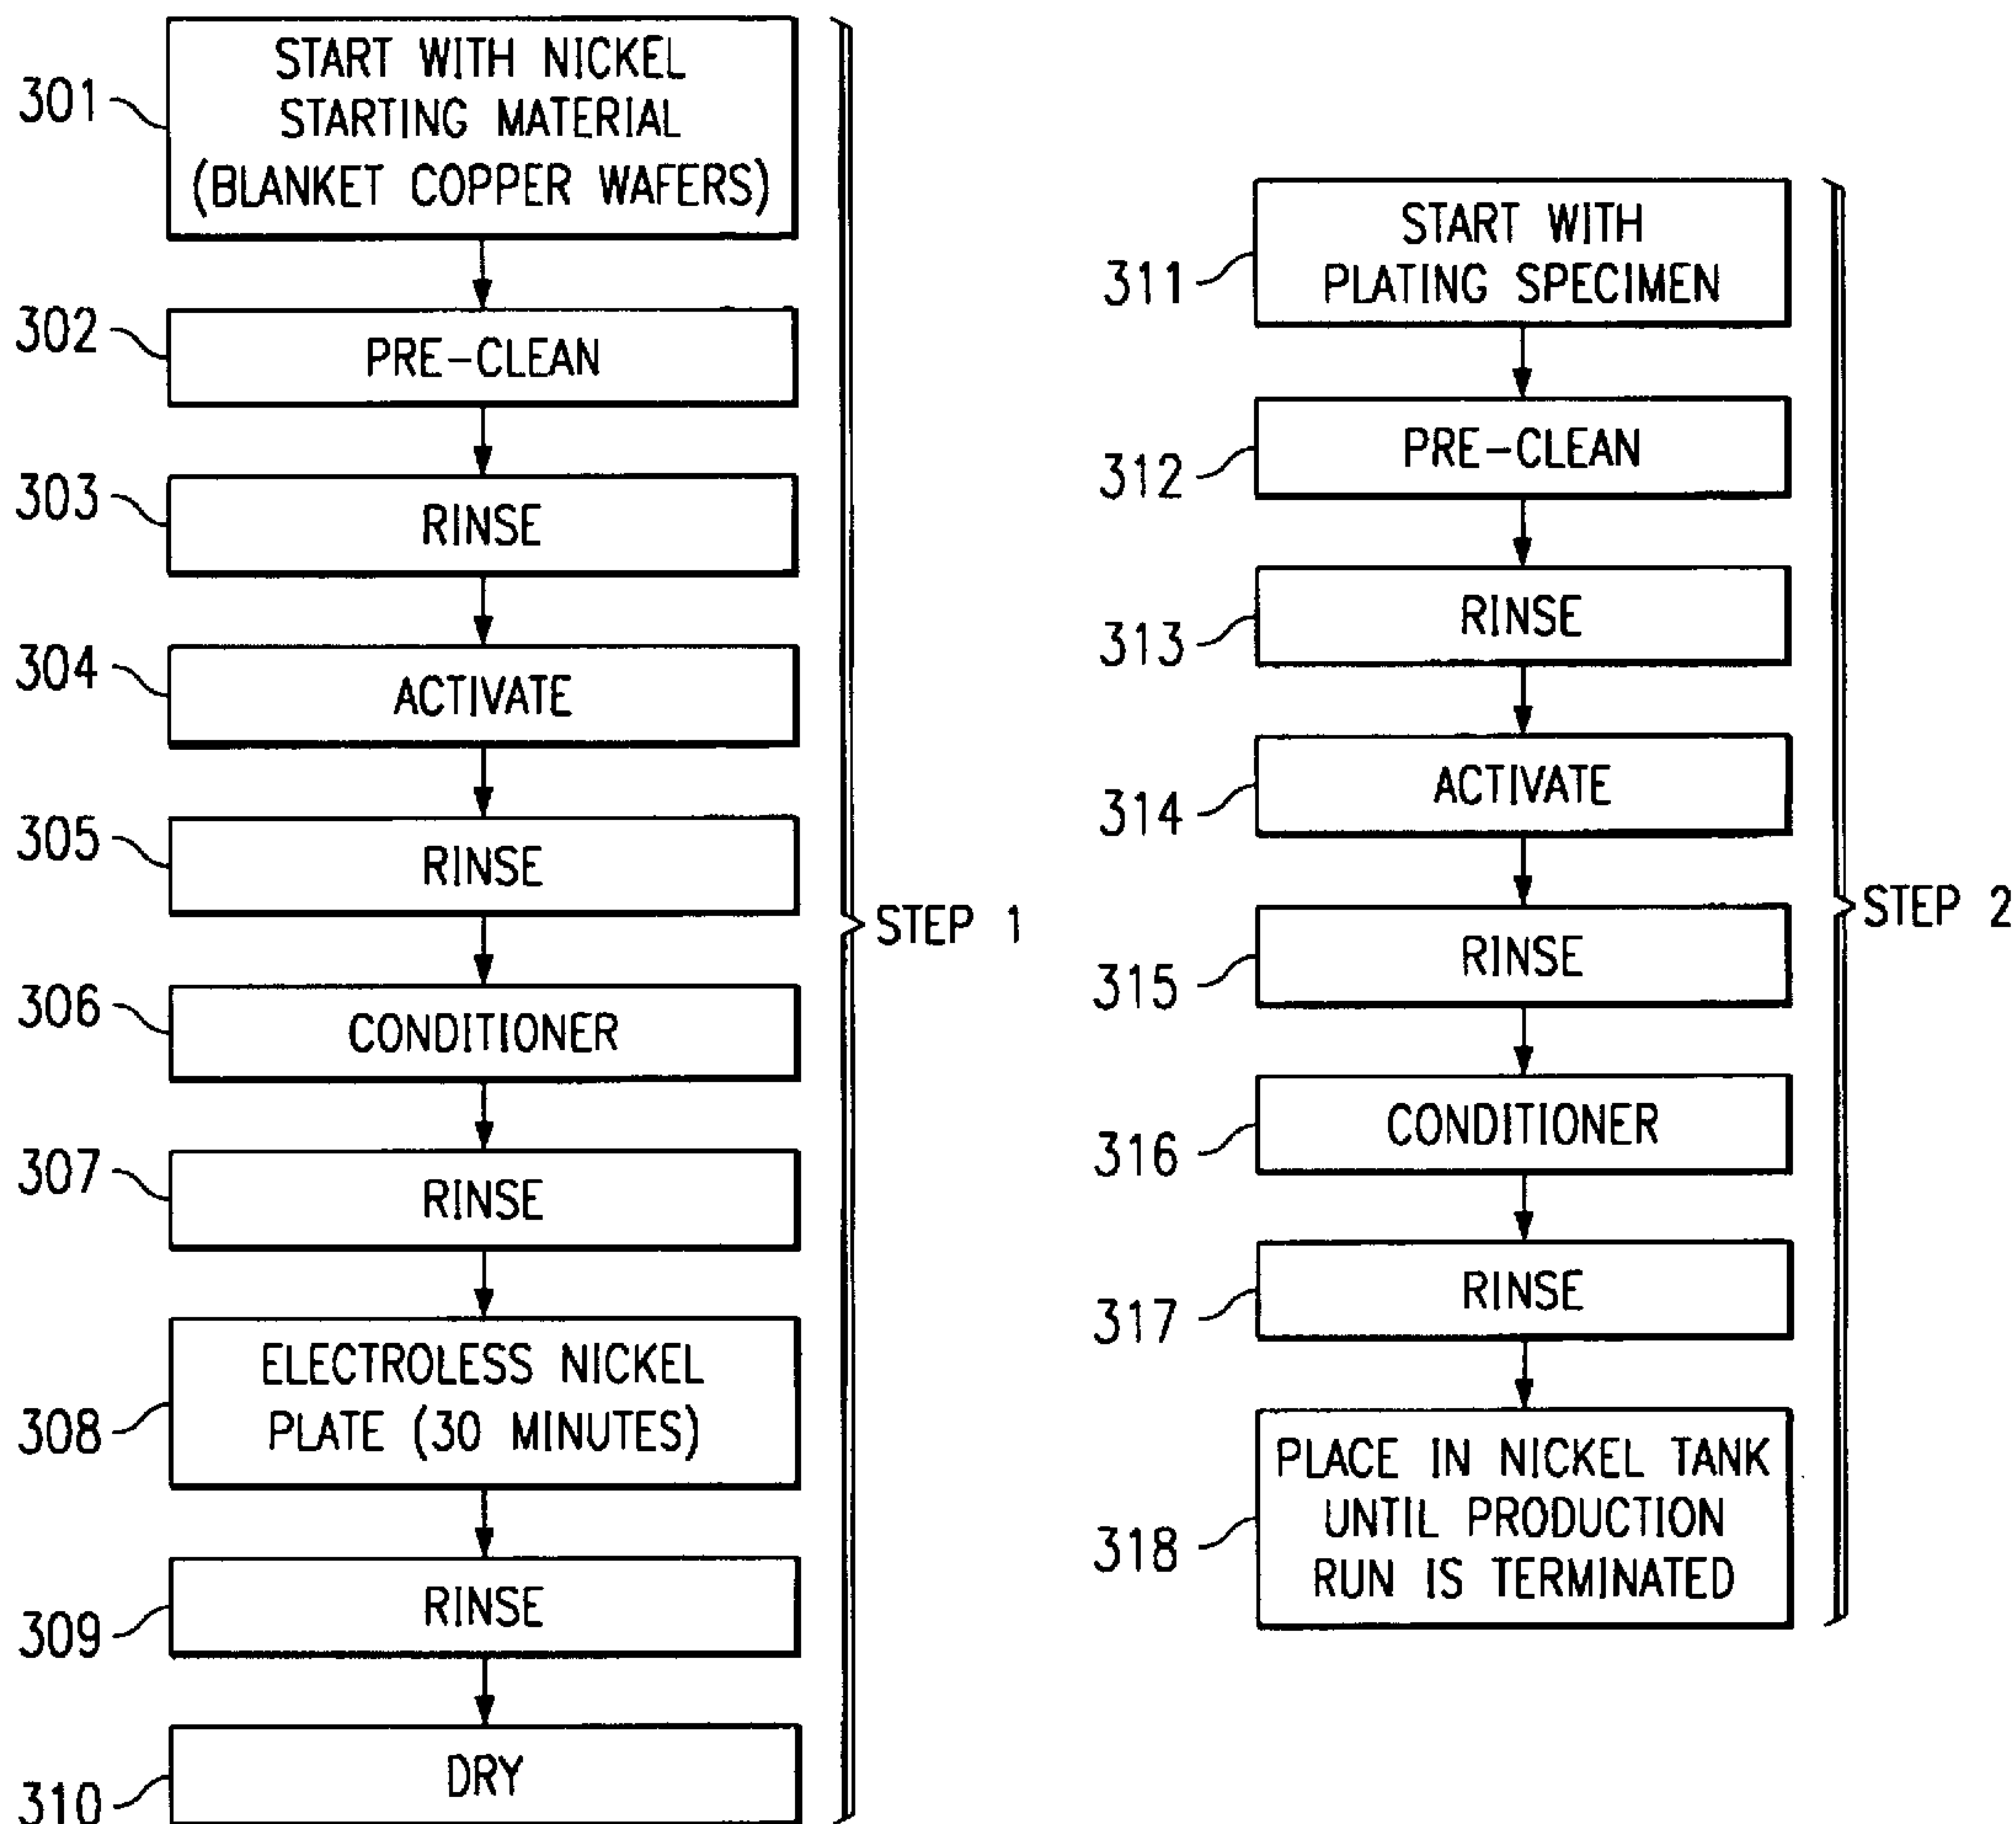 301
START WITH NICKEL
STARTING MATERIAL
(BLANKET COPPER WAFERS)
302
PRE-CLEAN
303
RINSE
304
ACTIVATE
305
RINSE
306
CONDITIONER
307
RINSE
308
ELECTROLESS NICKEL
PLATE (30 MINUTES)
309
RINSE
310
DRY
STEP 1
311
START WITH
PLATING SPECIMEN
312
PRE-CLEAN
313
RINSE
314
ACTIVATE
315
RINSE
316
CONDITIONER
317
RINSE
318
PLACE IN NICKEL TANK
UNTIL PRODUCTION
RUN IS TERMINATED
STEP 2